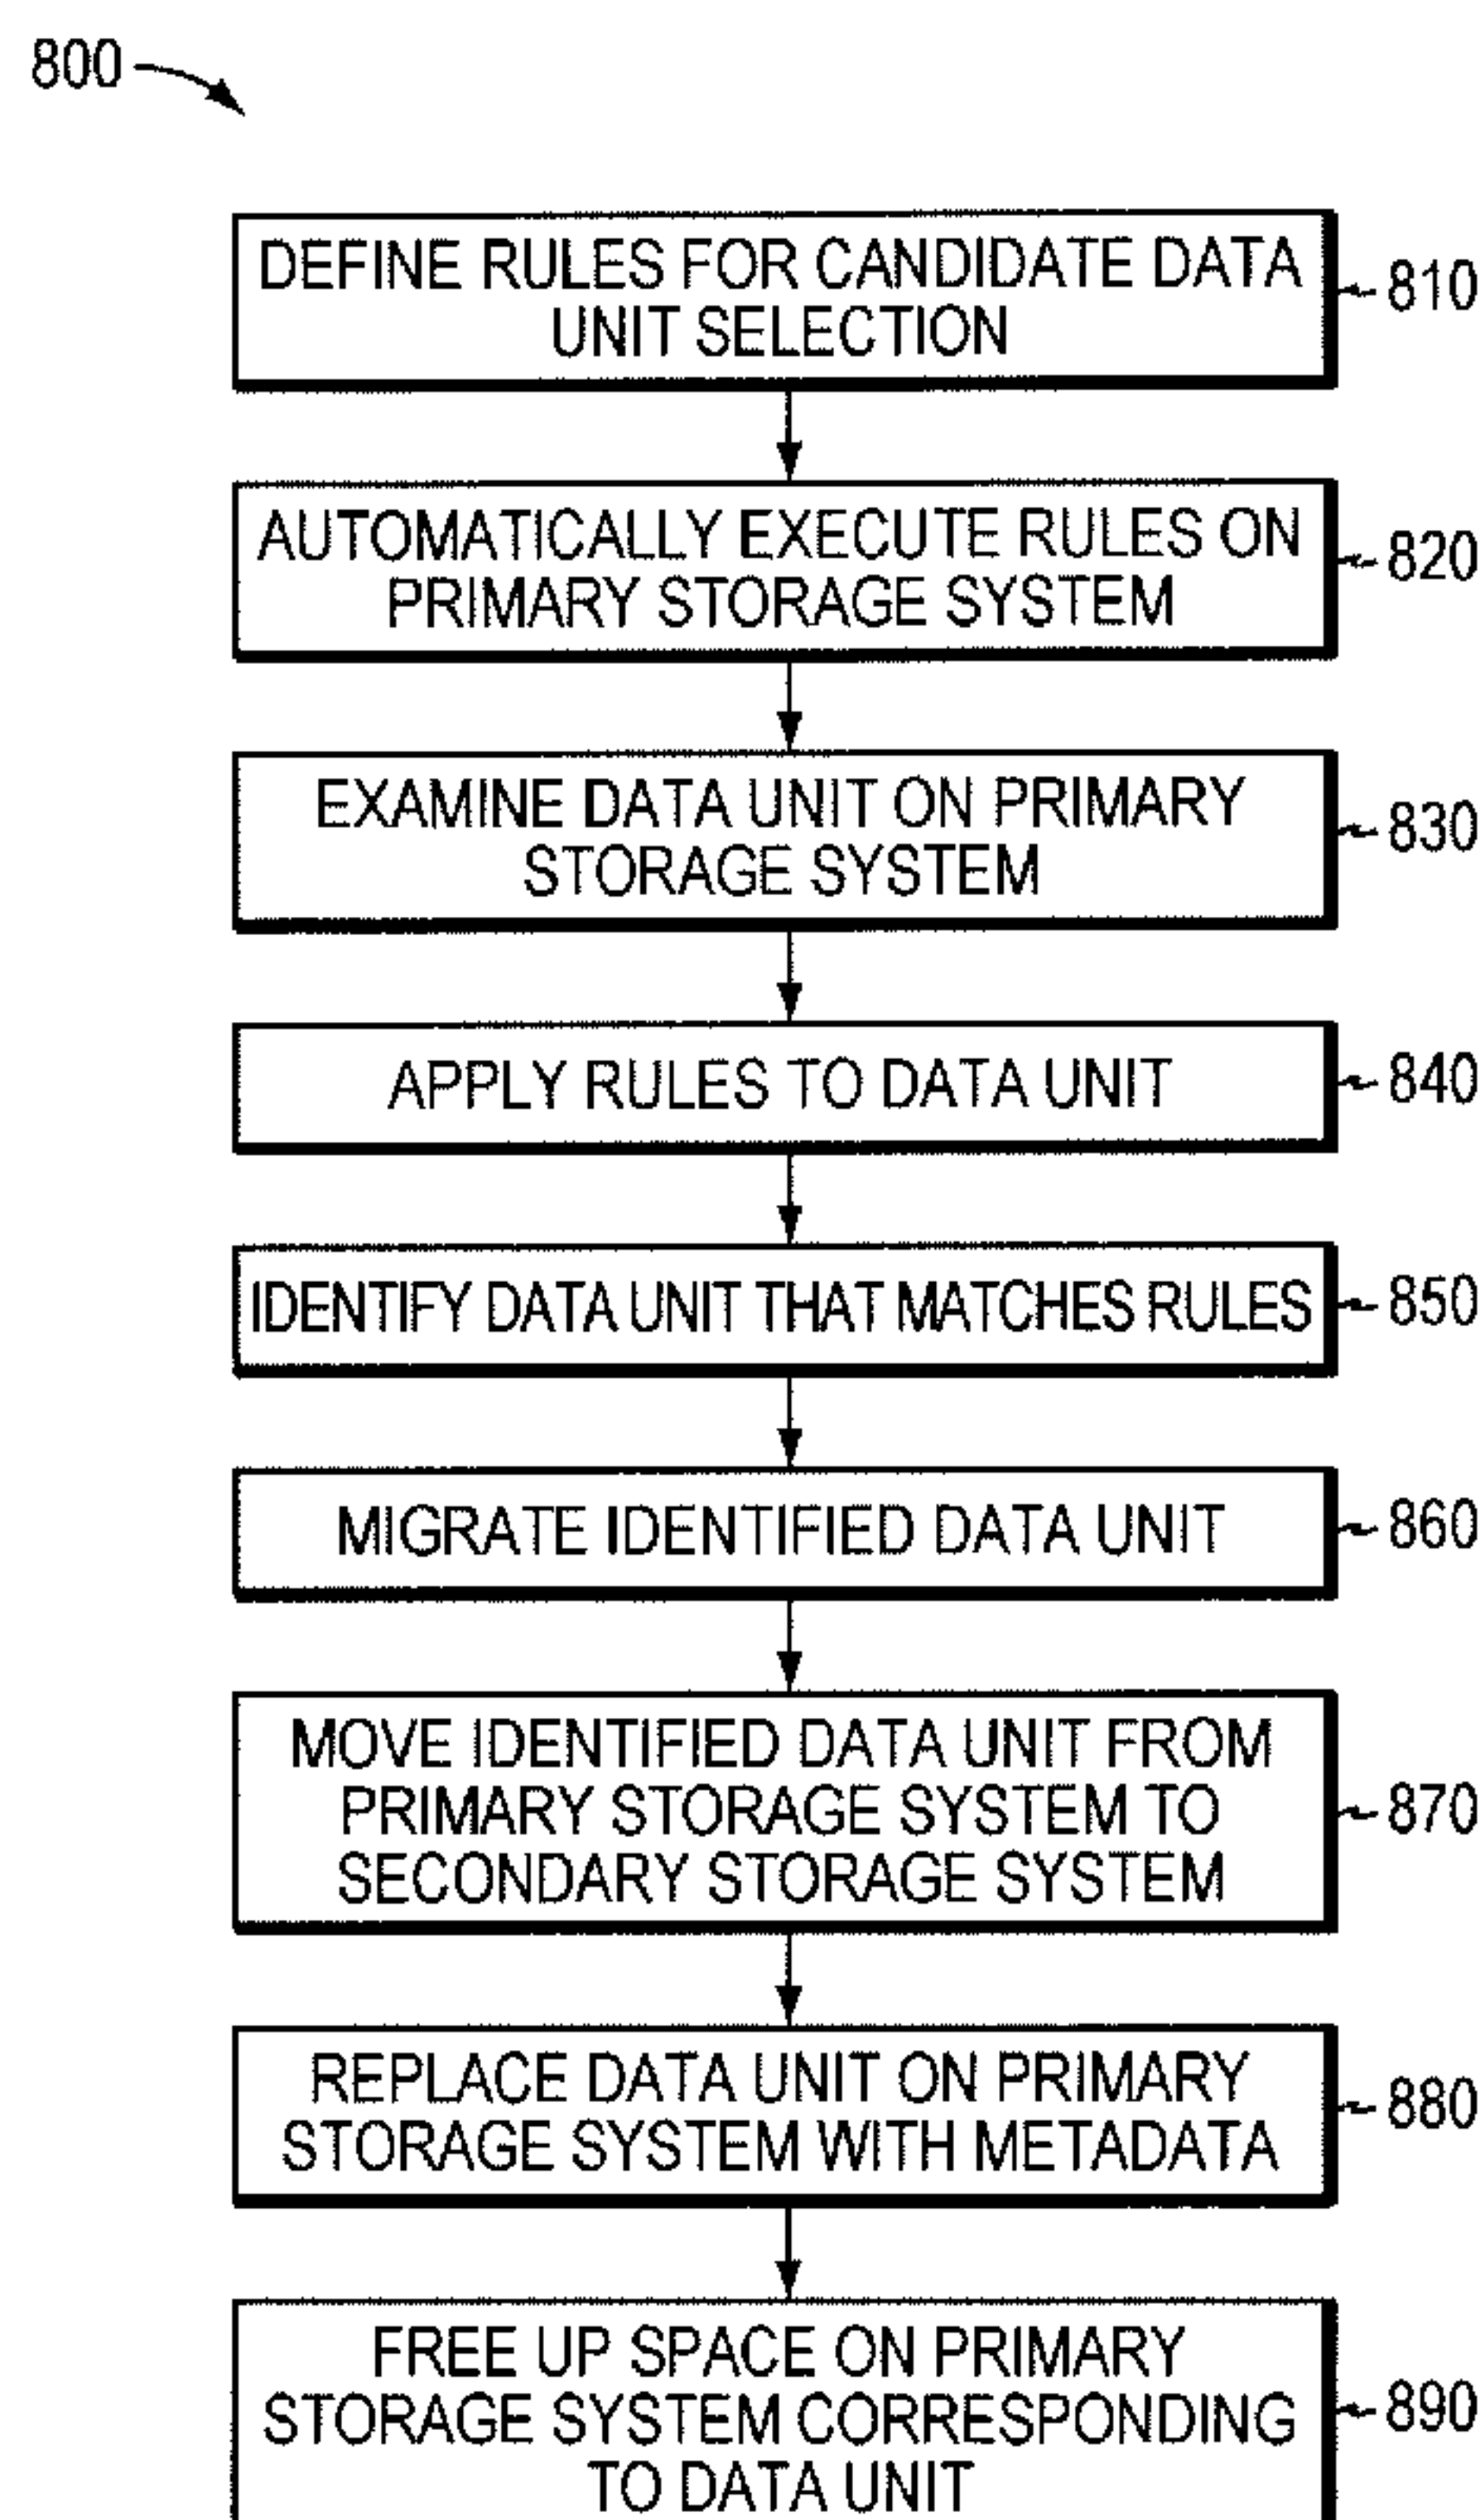 800
DEFINE RULES FOR CANDIDATE DATA
UNIT SELECTION
810
AUTOMATICALLY EXECUTE RULES ON
PRIMARY STORAGE SYSTEM
820
EXAMINE DATA UNIT ON PRIMARY
STORAGE SYSTEM
830
APPLY RULES TO DATA UNIT
840
IDENTIFY DATA UNIT THAT MATCHES RULES
850
MIGRATE IDENTIFIED DATA UNIT
860
MOVE IDENTIFIED DATA UNIT FROM
PRIMARY STORAGE SYSTEM TO
SECONDARY STORAGE SYSTEM
870
REPLACE DATA UNIT ON PRIMARY
STORAGE SYSTEM WITH METADATA
880
FREE UP SPACE ON PRIMARY
STORAGE SYSTEM CORRESPONDING
TO DATA UNIT
890